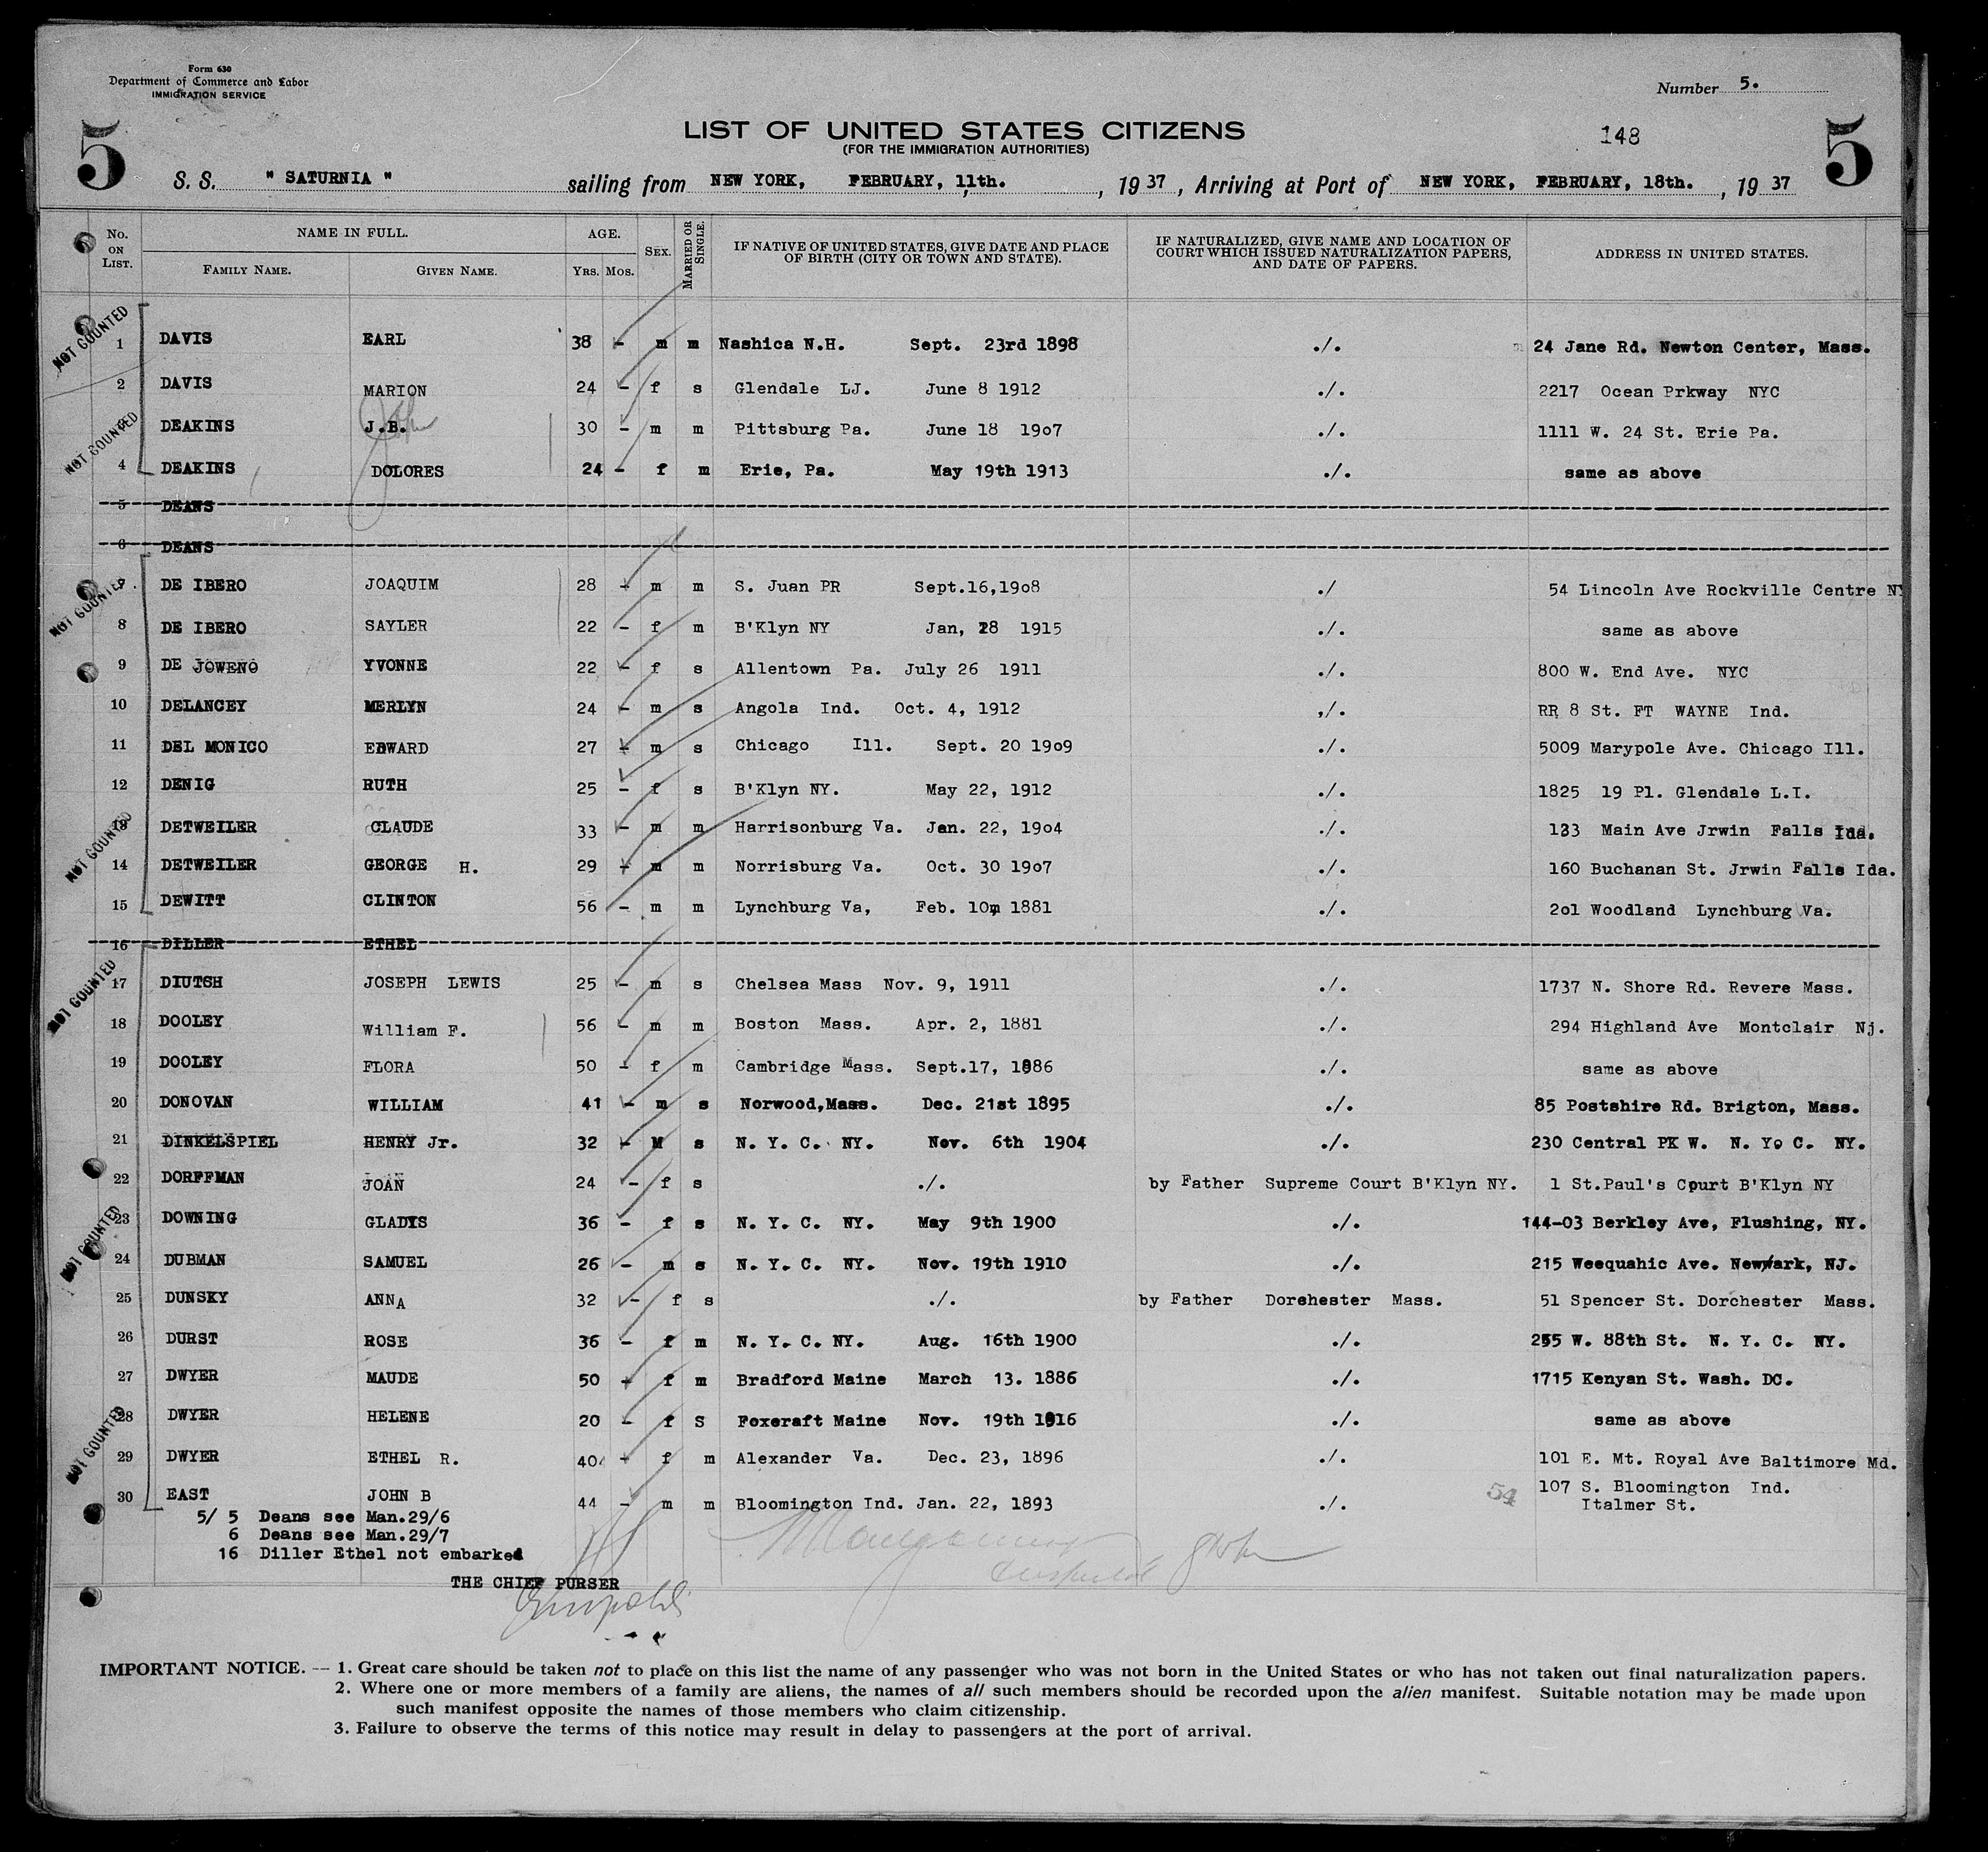 Form 630
Department of Commerce and Labor
IMMIGRATION SERVICE
Number 5.
LIST OF UNITED STATES CITIZENS
148
(FOR THE IMMIGRATION AUTHORITIES)
5 5
S. S. " SATURNIA " sailing from NEW YORK, FEBRUARY, 11th. , 19 37 , Arriving at Port of NEW YORK, FEBRUARY, 18th. , 19 37
No. ON LIST. NAME IN FULL. FAMILY NAME. GIVEN NAME. AGE. YRS. MOS. SEX. MARRIED OR SINGLE. IF NATIVE OF UNITED STATES, GIVE DATE AND PLACE OF BIRTH (CITY OR TOWN AND STATE). IF NATURALIZED, GIVE NAME AND LOCATION OF COURT WHICH ISSUED NATURALIZATION PAPERS, AND DATE OF PAPERS. ADDRESS IN UNITED STATES.
NOT COUNTED
1 DAVIS EARL 38 - m m Nashica N.H. Sept. 23rd 1898 ./. 24 Jane Rd. Newton Center, Mass.
2 DAVIS MARION 24 - f s Glendale LJ. June 8 1912 ./. 2217 Ocean Prkway NYC
NOT COUNTED
3 DEAKINS J.B. John 30 - m m Pittsburg Pa. June 18 19o7 ./. 1111 W. 24 St. Erie Pa.
4 DEAKINS DOLORES 24 - f m Erie, Pa. May 19th 1913 ./. same as above
5 DEANS
6 DEANS
NOT COUNTED
7 DE IBERO JOAQUIM 28 - m m S. Juan PR Sept.16,19o8 ./ 54 Lincoln Ave Rockville Centre NY
8 DE IBERO SAYLER 22 - f m B'Klyn NY Jan, 28 1915 ./. same as above
9 DE JOWENO YVONNE 22 - f s Allentown Pa. July 26 1911 ./. 800 W. End Ave. NYC
10 DELANCEY MERLYN 24 - m s Angola Ind. Oct. 4, 1912 ,/. RR 8 St. FT WAYNE Ind.
11 DEL MONICO EDWARD 27 - m s Chicago Ill. Sept. 20 19o9 ./. 5009 Marypole Ave. Chicago Ill.
12 DENIG RUTH 25 - f s B'Klyn NY. May 22, 1912 ./. 1825 19 Pl. Glendale L.I.
NOT COUNTED
13 DETWEILER CLAUDE 33 - m m Harrisonburg Va. Jan. 22, 19o4 ./. 133 Main Ave Jrwin Falls Ida.
14 DETWEILER GEORGE H. 29 - m m Norrisburg Va. Oct. 30 19o7 ./. 160 Buchanan St. Jrwin Falls Ida.
15 DEWITT CLINTON 56 - m m Lynchburg Va, Feb. 10, 1881 ./. 2o1 Woodland Lynchburg Va.
16 DILLER ETHEL
NOT COUNTED
17 DIUTSH JOSEPH LEWIS 25 - m s Chelsea Mass Nov. 9, 1911 ./. 1737 N. Shore Rd. Revere Mass.
18 DOOLEY William F. 56 - m m Boston Mass. Apr. 2, 1881 ./. 294 Highland Ave Montclair Nj.
19 DOOLEY FLORA 50 - f m Cambridge Mass. Sept.17, 1886 ./. same as above
20 DONOVAN WILLIAM 41 - m s Norwood,Mass. Dec. 21st 1895 ./. 85 Postshire Rd. Brigton, Mass.
21 DINKELSPIEL HENRY Jr. 32 - M s N. Y. C. NY. Nov. 6th 1904 ./. 230 Central PK W. N. Yo C. NY.
22 DORFFMAN JOAN 24 - f s ./. by Father Supreme Court B'Klyn NY. 1 St.Paul's Court B'Klyn NY
NOT COUNTED
23 DOWNING GLADYS 36 - f s N. Y. C. NY. May 9th 1900 ./. 144-03 Berkley Ave, Flushing, NY.
24 DUBMAN SAMUEL 26 - m s N. Y. C. NY. Nov. 19th 1910 ./. 215 Weequahic Ave. Newark, NJ.
25 DUNSKY ANNA 32 - f s ./. by Father Dorehester Mass. 51 Spencer St. Dorchester Mass.
26 DURST ROSE 36 - f m N. Y. C. NY. Aug. 16th 1900 ./. 255 W. 88th St. N. Y. C. NY.
27 DWYER MAUDE 50 - f m Bradford Maine March 13. 1886 ./. 1715 Kenyan St. Wash. DC.
NOT COUNTED
28 DWYER HELENE 20 - f S Foxeraft Maine Nov. 19th 1916 ./. same as above
29 DWYER ETHEL R. 40 - f m Alexander Va. Dec. 23, 1896 ./. 101 E. Mt. Royal Ave Baltimore Md.
30 EAST JOHN B 44 - m m Bloomington Ind. Jan. 22, 1893 ./. 54 107 S. Bloomington Ind.
Italmer St.
5/ 5 Deans see Man.29/6
6 Deans see Man.29/7
16 Diller Ethel not embarked
THE CHIEF PURSER
IMPORTANT NOTICE. — 1. Great care should be taken not to place on this list the name of any passenger who was not born in the United States or who has not taken out final naturalization papers.
2. Where one or more members of a family are aliens, the names of all such members should be recorded upon the alien manifest. Suitable notation may be made upon
such manifest opposite the names of those members who claim citizenship.
3. Failure to observe the terms of this notice may result in delay to passengers at the port of arrival.